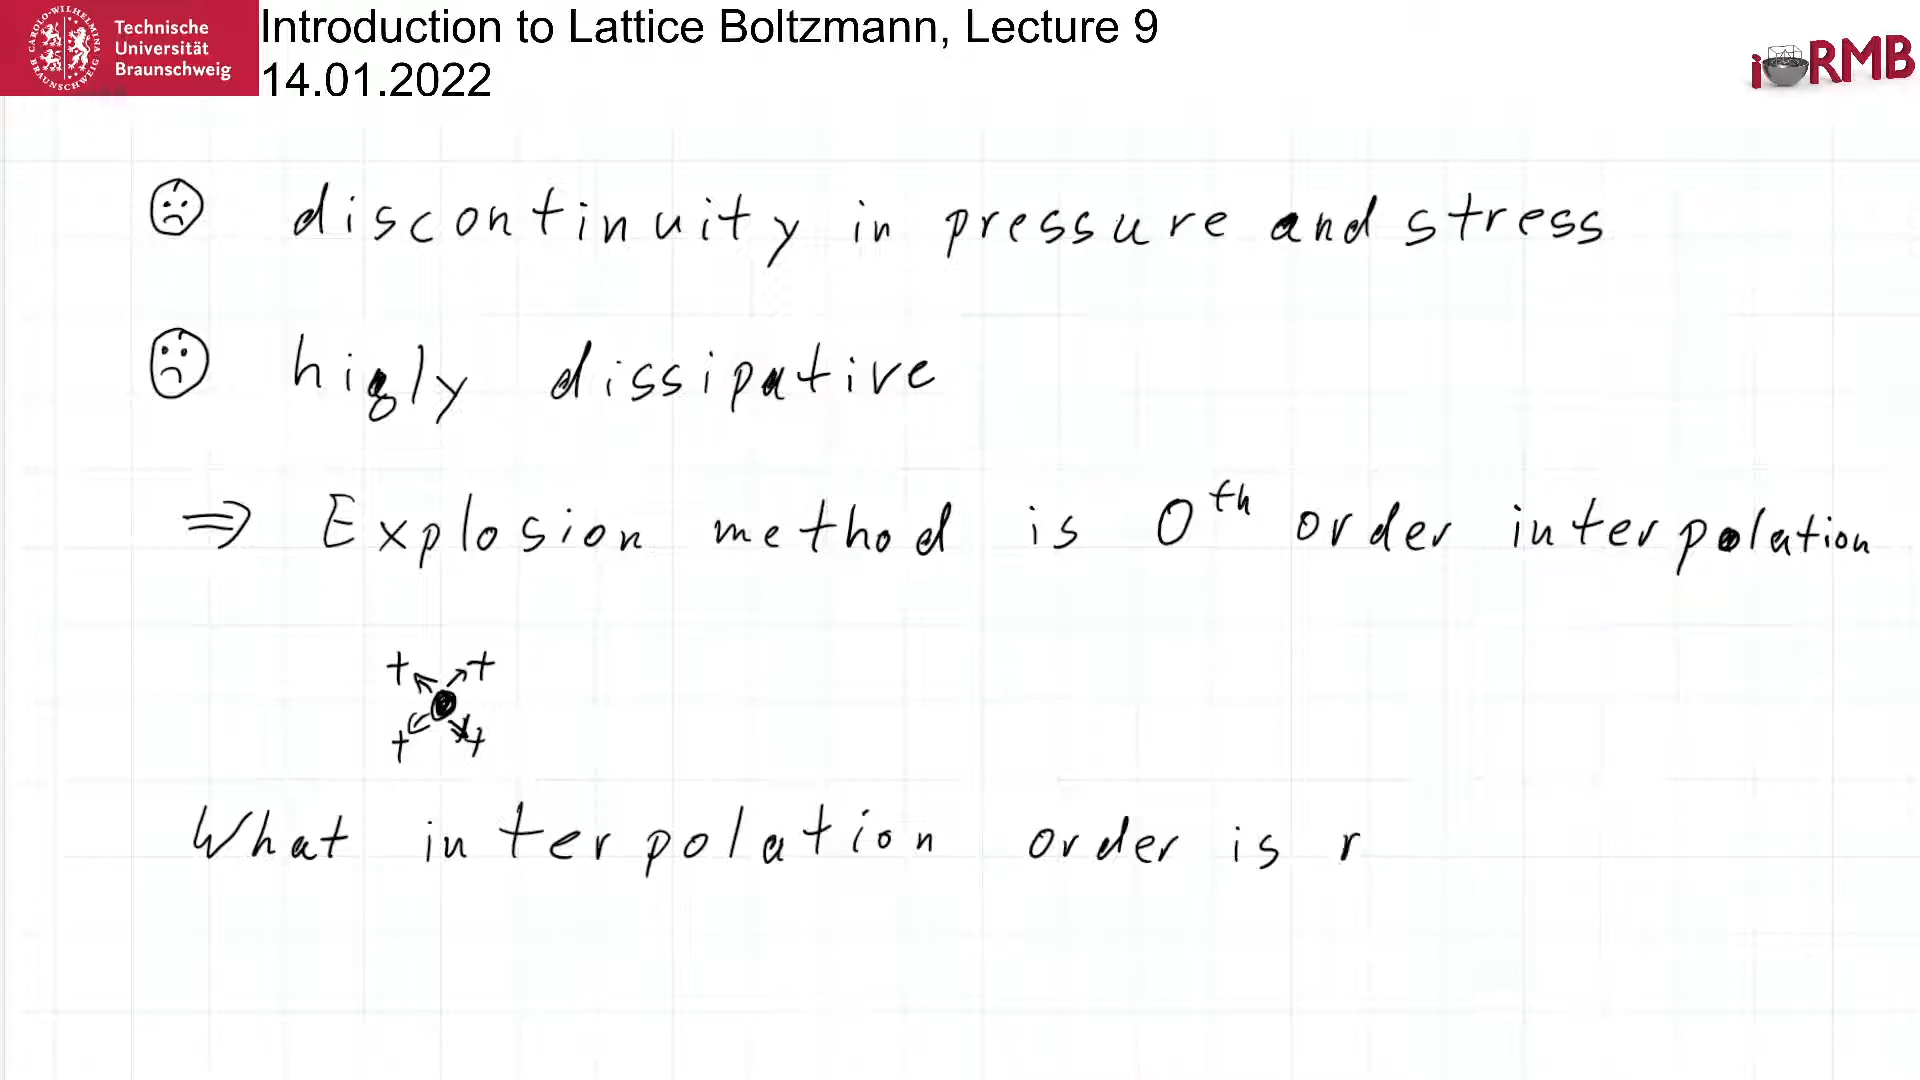 Technische
Universität
Braunschweig
Introduction to Lattice Boltzmann, Lecture 9
14.01.2022
iRMB
discontinuity in pressure and stress
higly dissipative
⇒ Explosion method is 0th order interpolation
+ +
+ +
What interpolation order is r